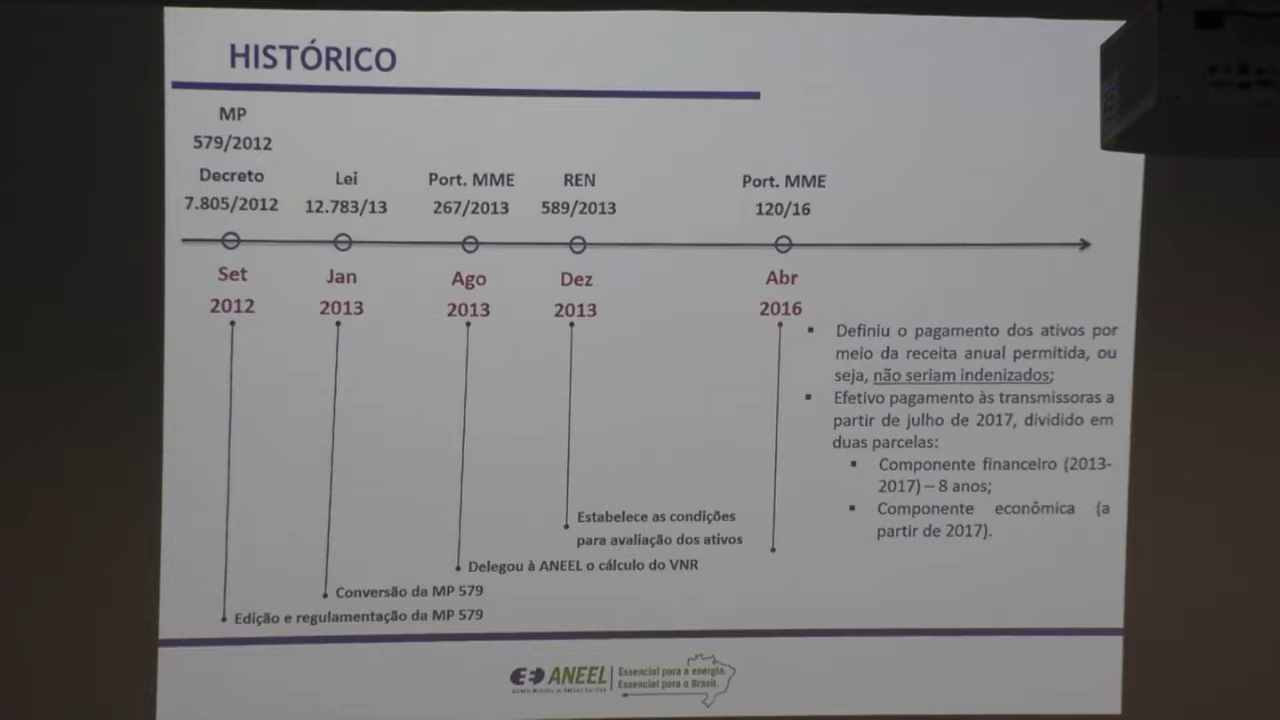 HISTÓRICO
MP
579/2012
Decreto
7.805/2012
Lei
12.783/13
Port. MME
267/2013
REN
589/2013
Port. MME
120/16
Set
2012
Jan
2013
Ago
2013
Dez
2013
Abr
2016
▪ Definiu o pagamento dos ativos por
meio da receita anual permitida, ou
seja, não seriam indenizados;
▪ Efetivo pagamento às transmissoras a
partir de julho de 2017, dividido em
duas parcelas:
▪ Componente financeiro (2013-
2017) – 8 anos;
▪ Componente econômica (a
partir de 2017).
Estabelece as condições
para avaliação dos ativos
Delegou à ANEEL o cálculo do VNR
Conversão da MP 579
Edição e regulamentação da MP 579
ANEEL
Essencial para a energia.
Essencial para o Brasil.